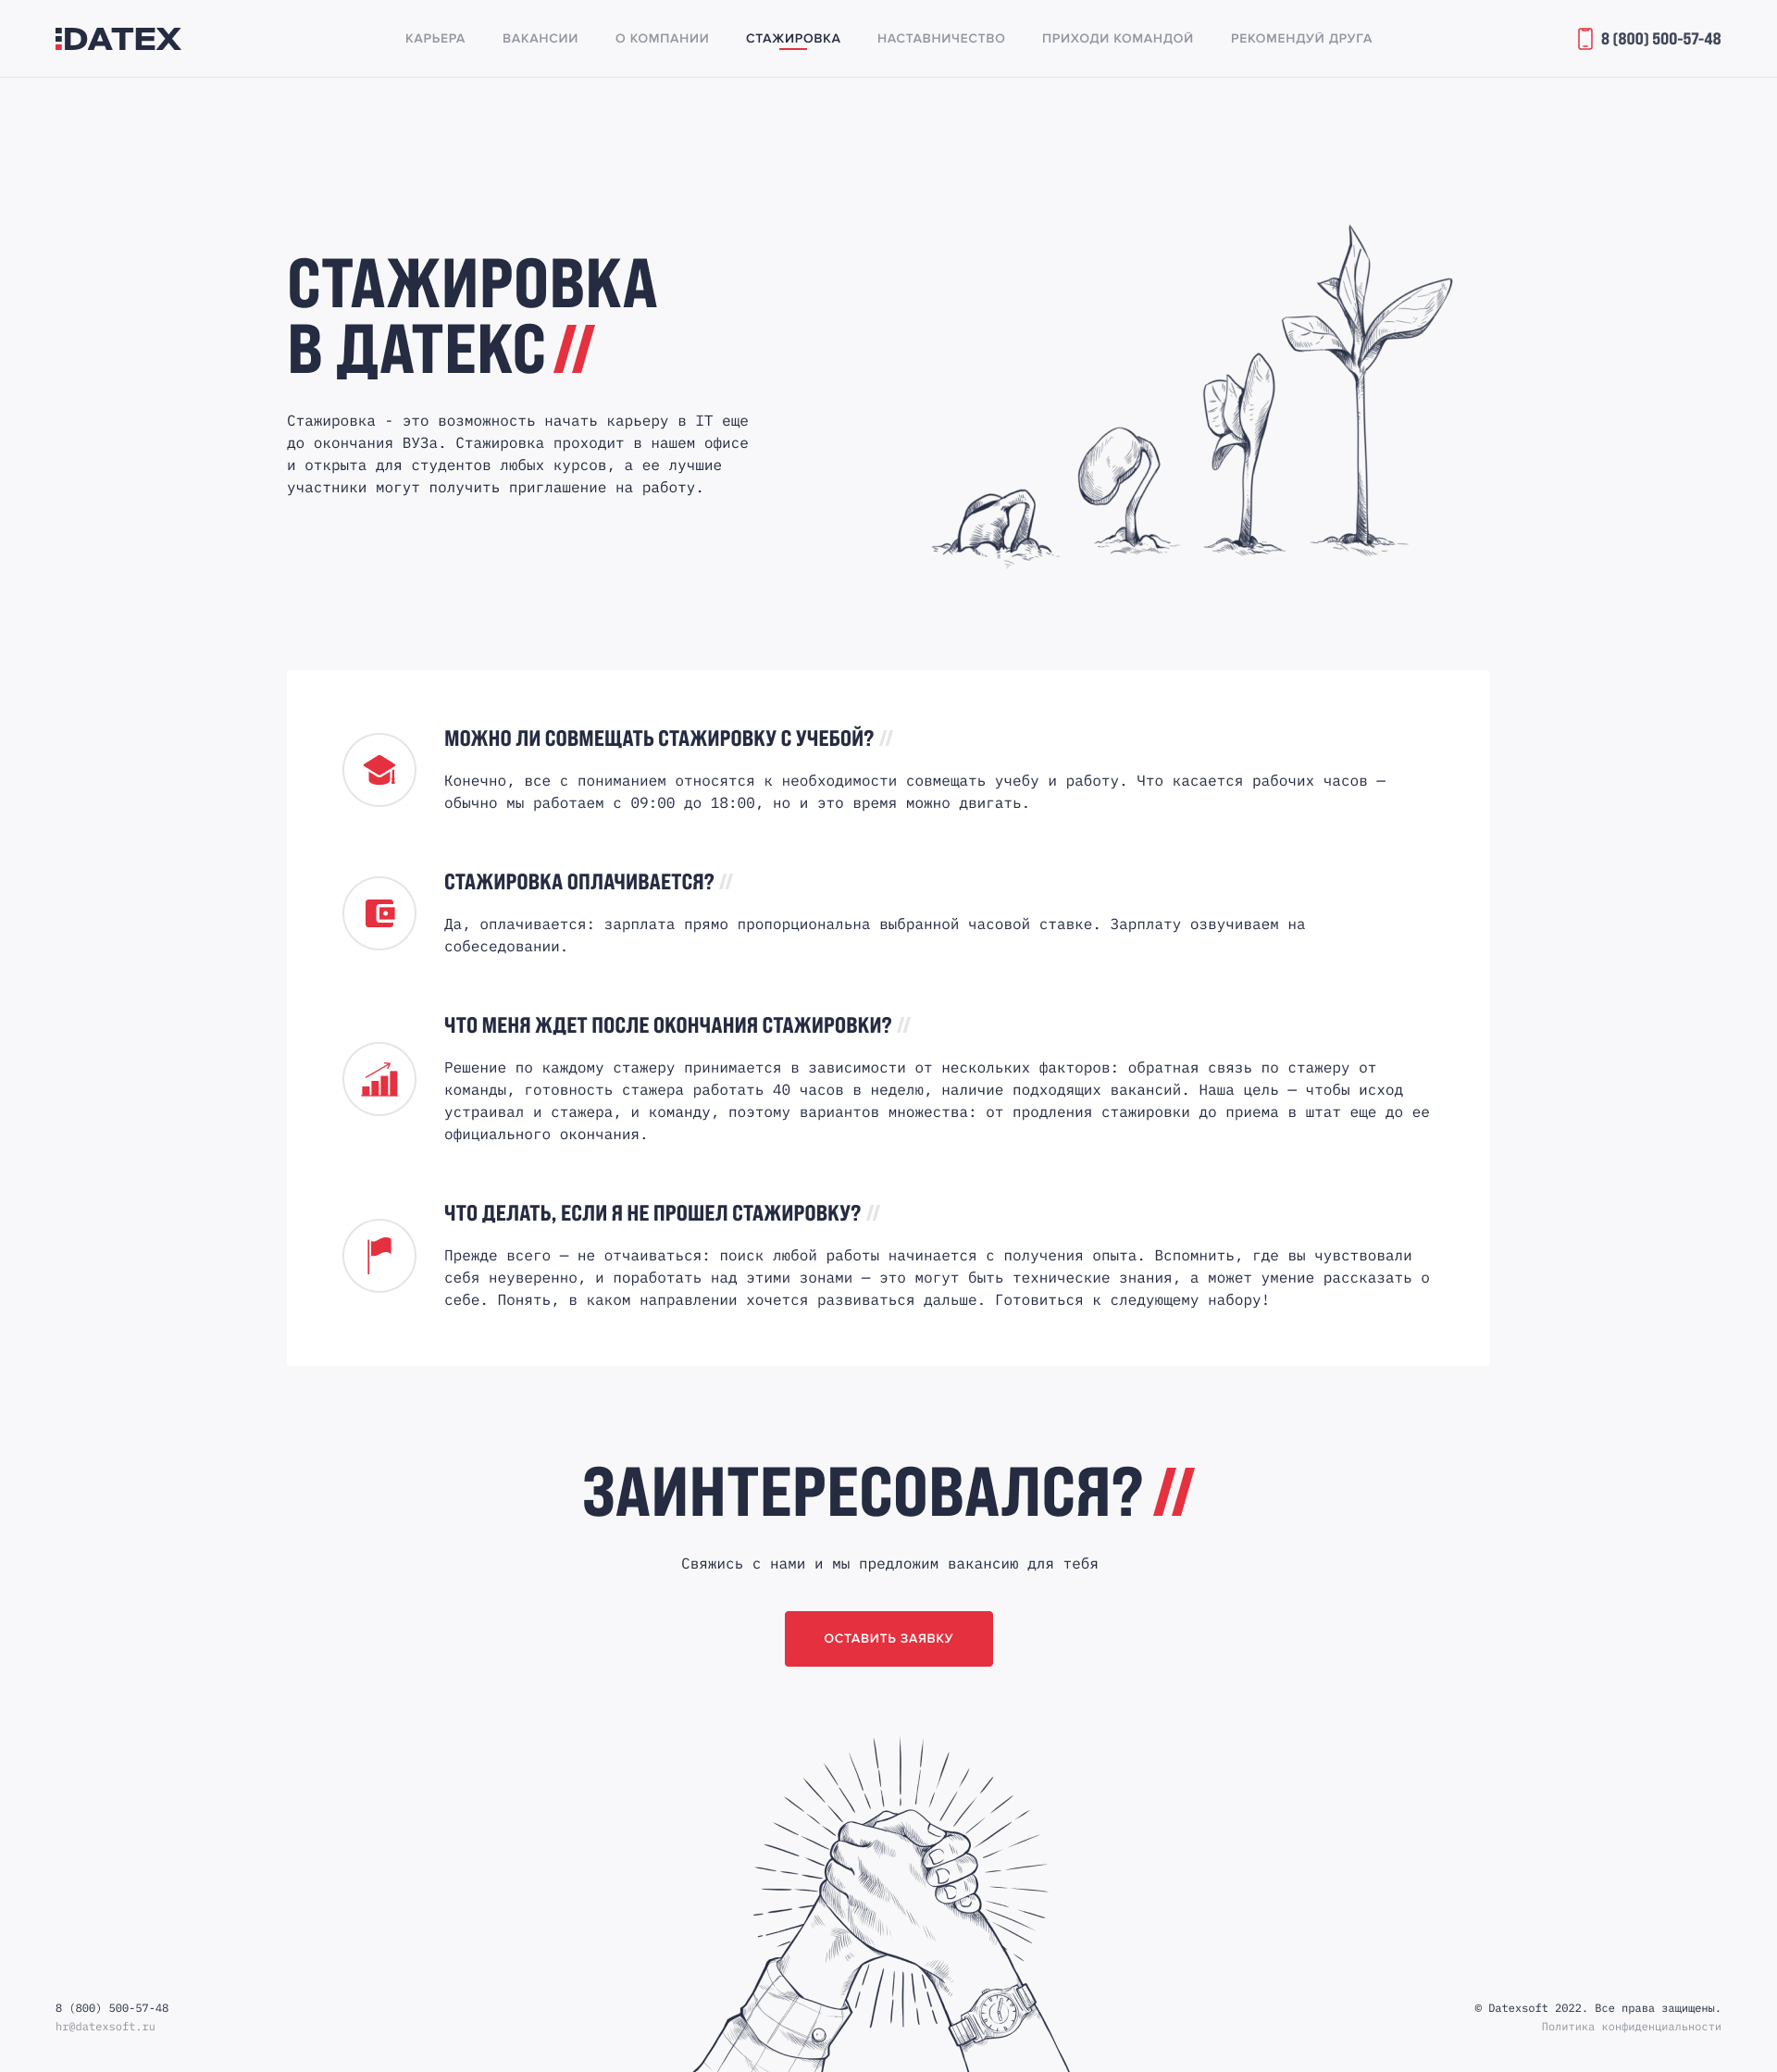 DATEX
КАРЬЕРА
ВАКАНСИИ
О КОМПАНИИ
СТАЖИРОВКА
НАСТАВНИЧЕСТВО
ПРИХОДИ КОМАНДОЙ
РЕКОМЕНДУЙ ДРУГА
8 (800) 500-57-48
СТАЖИРОВКА
В ДАТЕКС //
Стажировка - это возможность начать карьеру в IT еще
до окончания ВУЗа. Стажировка проходит в нашем офисе
и открыта для студентов любых курсов, а ее лучшие
участники могут получить приглашение на работу.
МОЖНО ЛИ СОВМЕЩАТЬ СТАЖИРОВКУ С УЧЕБОЙ? //
Конечно, все с пониманием относятся к необходимости совмещать учебу и работу. Что касается рабочих часов —
обычно мы работаем с 09:00 до 18:00, но и это время можно двигать.
СТАЖИРОВКА ОПЛАЧИВАЕТСЯ? //
Да, оплачивается: зарплата прямо пропорциональна выбранной часовой ставке. Зарплату озвучиваем на
собеседовании.
ЧТО МЕНЯ ЖДЕТ ПОСЛЕ ОКОНЧАНИЯ СТАЖИРОВКИ? //
Решение по каждому стажеру принимается в зависимости от нескольких факторов: обратная связь по стажеру от
команды, готовность стажера работать 40 часов в неделю, наличие подходящих вакансий. Наша цель — чтобы исход
устраивал и стажера, и команду, поэтому вариантов множества: от продления стажировки до приема в штат еще до ее
официального окончания.
ЧТО ДЕЛАТЬ, ЕСЛИ Я НЕ ПРОШЕЛ СТАЖИРОВКУ? //
Прежде всего — не отчаиваться: поиск любой работы начинается с получения опыта. Вспомнить, где вы чувствовали
себя неуверенно, и поработать над этими зонами — это могут быть технические знания, а может умение рассказать о
себе. Понять, в каком направлении хочется развиваться дальше. Готовиться к следующему набору!
ЗАИНТЕРЕСОВАЛСЯ? //
Свяжись с нами и мы предложим вакансию для тебя
ОСТАВИТЬ ЗАЯВКУ
8 (800) 500-57-48
hr@datexsoft.ru
© Datexsoft 2022. Все права защищены.
Политика конфиденциальности